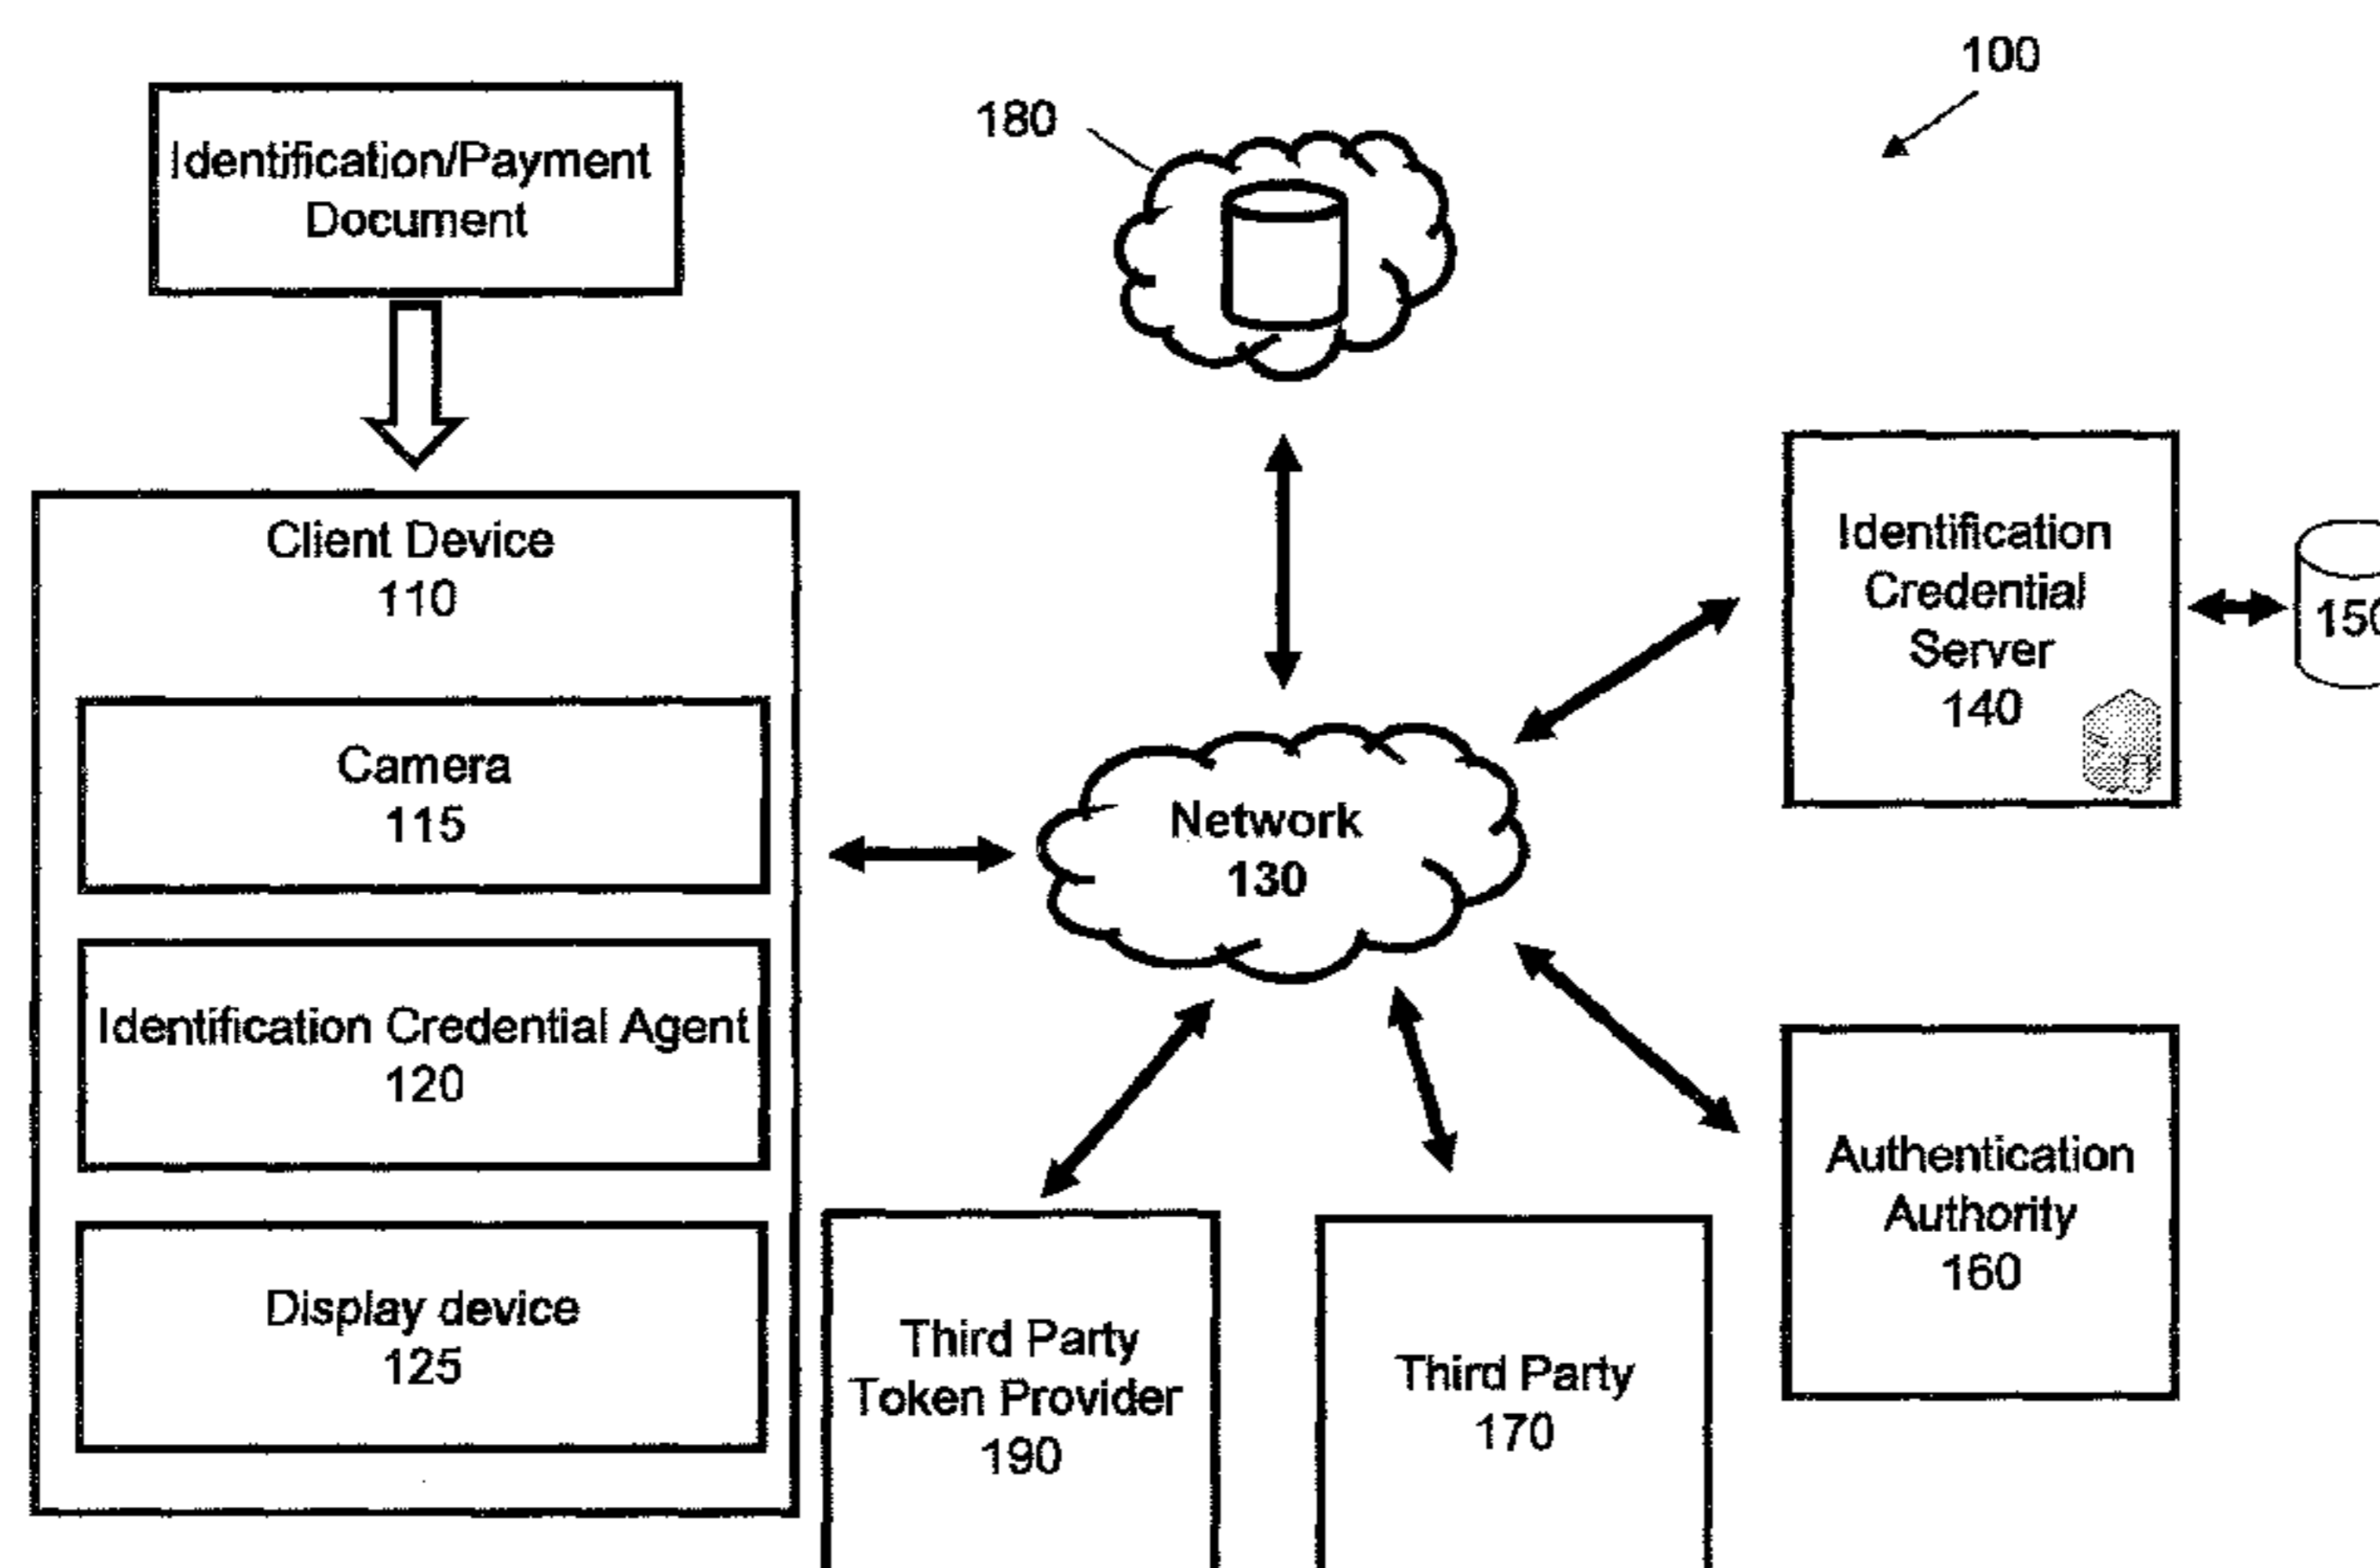 100
180
Identification/Payment
Document
Client Device
110
Camera
115
Identification Credential Agent
120
Display device
125
Network
130
Identification
Credential
Server
140
Authentication
Authority
160
Third Party
Token Provider
190
Third Party
170